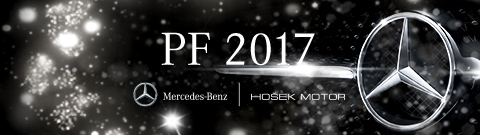 PF 2017
Mercedes-Benz HOŠEK MOTOR